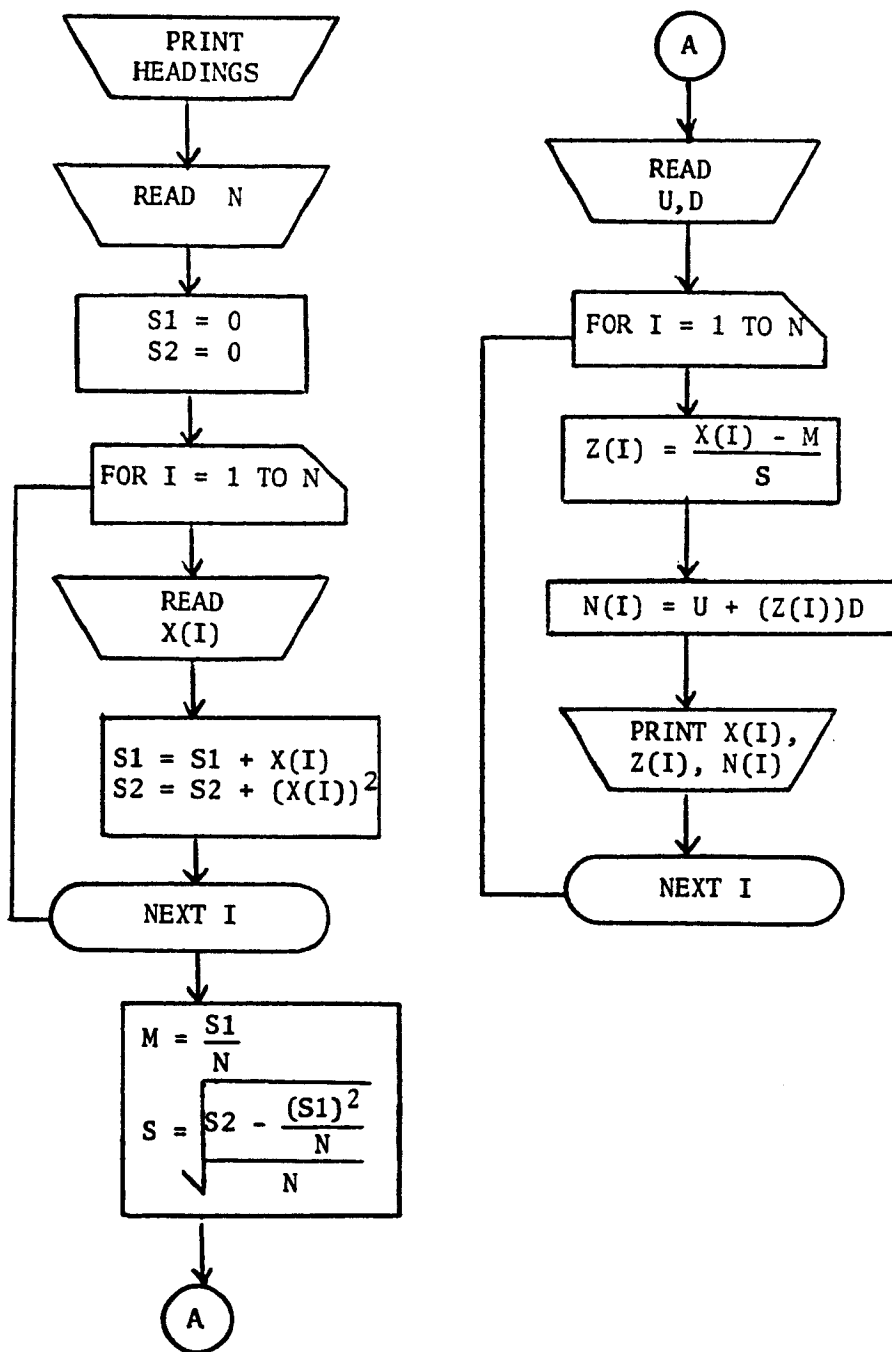 PRINT
HEADINGS
READ N
S1 = 0
S2 = 0
FOR I = 1 TO N
READ
X(I)
S1 = S1 + X(I)
S2 = S2 + (X(I))²
NEXT I
M = S1
N
S = √ S2 - (S1)²
N
N
A
A
READ
U,D
FOR I = 1 TO N
Z(I) = X(I) - M
S
N(I) = U + (Z(I))D
PRINT X(I),
Z(I), N(I)
NEXT I